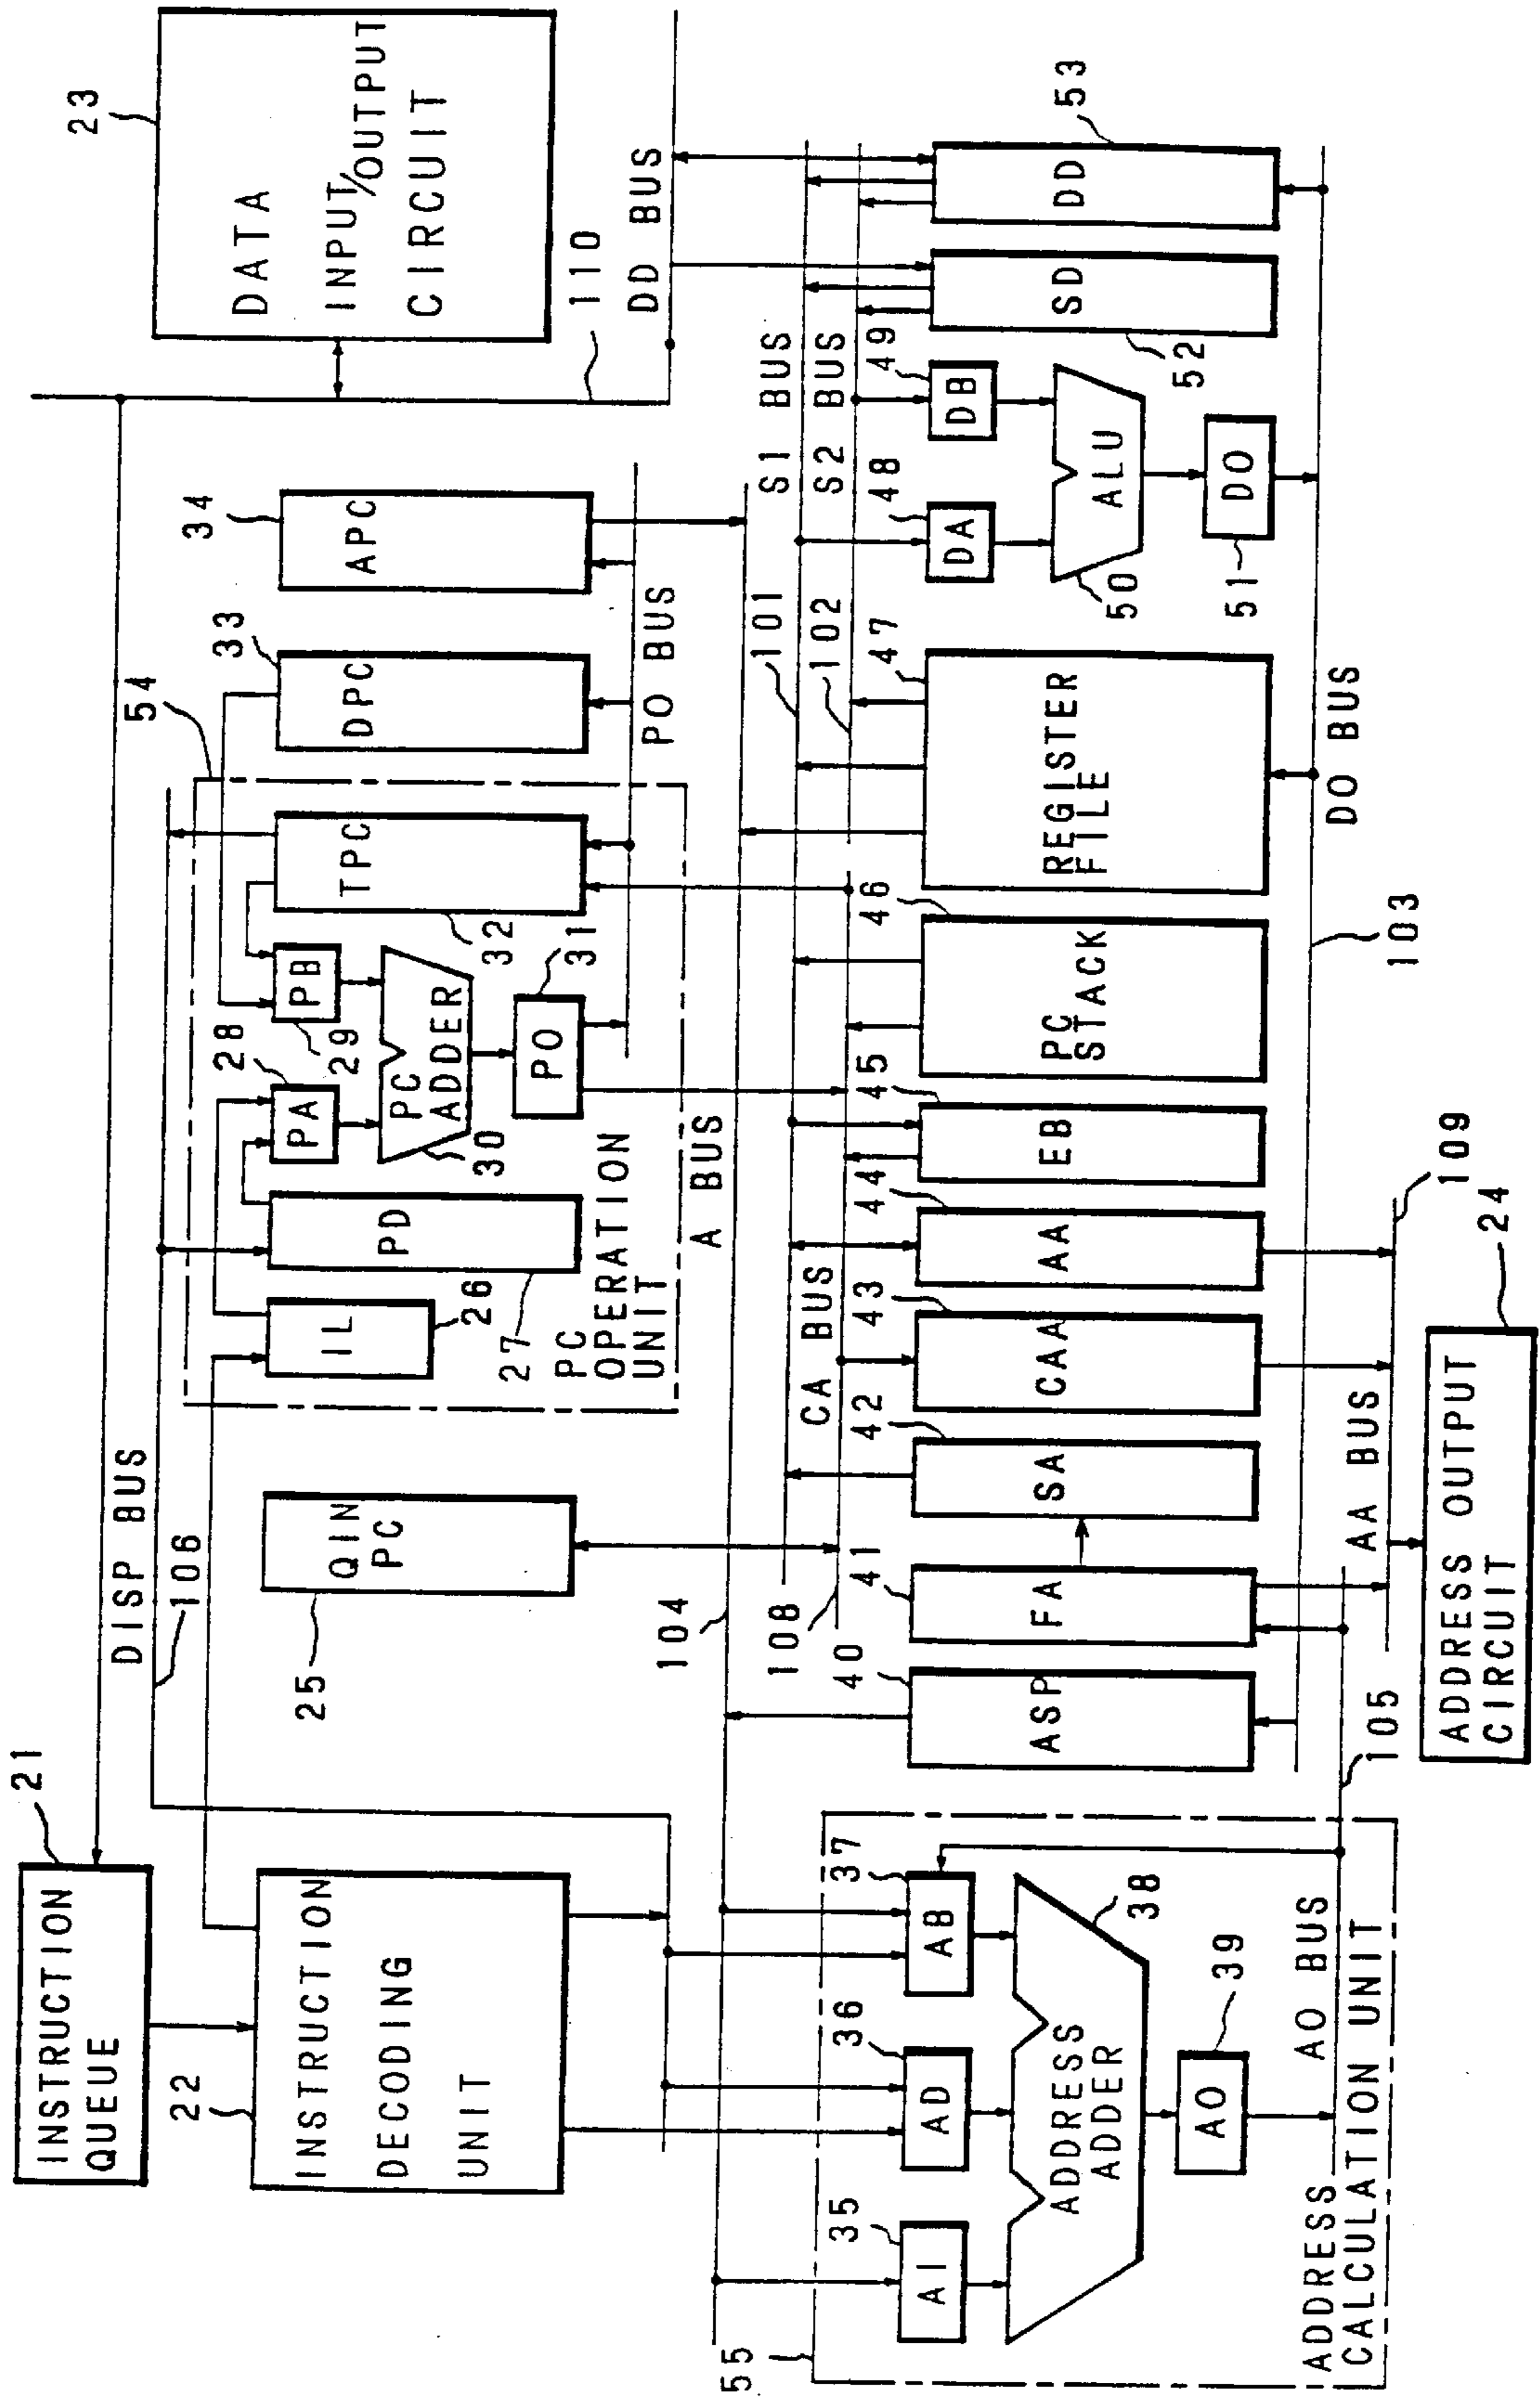 INSTRUCTION
QUEUE
21
INSTRUCTION
DECODING
UNIT
22
DATA
INPUT/OUTPUT
CIRCUIT
23
110
DD BUS
DISP BUS
106
QIN
PC
25
IL
26
PD
27
PA
28
PB
29
PC
ADDER
30
PO
31
TPC
32
DPC
33
APC
34
54
PC
OPERATION
UNIT
PO BUS
A BUS
104
S1 BUS
S2 BUS
101
102
CA BUS
108
55
AI
35
AD
36
AB
37
ADDRESS
ADDER
38
AO
39
AO BUS
105
ADDRESS
CALCULATION UNIT
ASP
40
FA
41
SA
42
CAA
43
AA
44
EB
45
PC
STACK
46
REGISTER
FILE
47
DA
48
DB
49
ALU
50
DO
51
SD
52
DD
53
DO BUS
103
AA BUS
109
ADDRESS OUTPUT
CIRCUIT
24